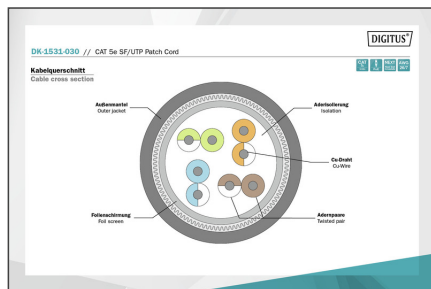 DIGITUS®
DK-1531-030 // CAT 5e SF/UTP Patch Cord
Kabelquerschnitt
Cable cross section
Außenmantel
Outer jacket
Aderisolierung
Isolation
Cu-Draht
Cu-Wire
Folienschirmung
Foil screen
Adernpaare
Twisted pair